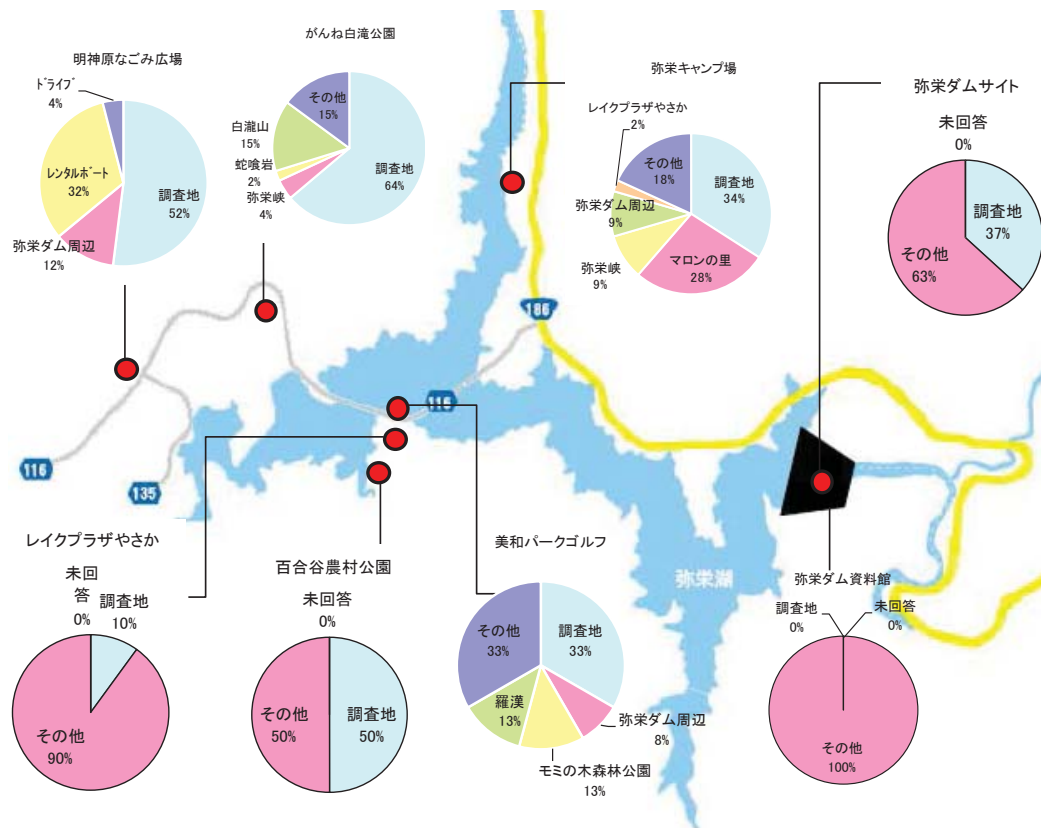 明神原なごみ広場
ドライブ
4%
レンタルボート
32%
調査地
52%
弥栄ダム周辺
12%
がんね白滝公園
その他
15%
白瀧山
15%
蛇喰岩
2%
弥栄峡
4%
調査地
64%
弥栄キャンプ場
レイクプラザやさか
2%
その他
18%
調査地
34%
弥栄ダム周辺
9%
弥栄峡
9%
マロンの里
28%
弥栄ダムサイト
未回答
0%
調査地
37%
その他
63%
186
116
116
135
弥栄湖
レイクプラザやさか
未回
答
0%
調査地
10%
その他
90%
百合谷農村公園
未回答
0%
その他
50%
調査地
50%
美和パークゴルフ
その他
33%
調査地
33%
羅漢
13%
弥栄ダム周辺
8%
モミの木森林公園
13%
弥栄ダム資料館
調査地
0%
未回答
0%
その他
100%